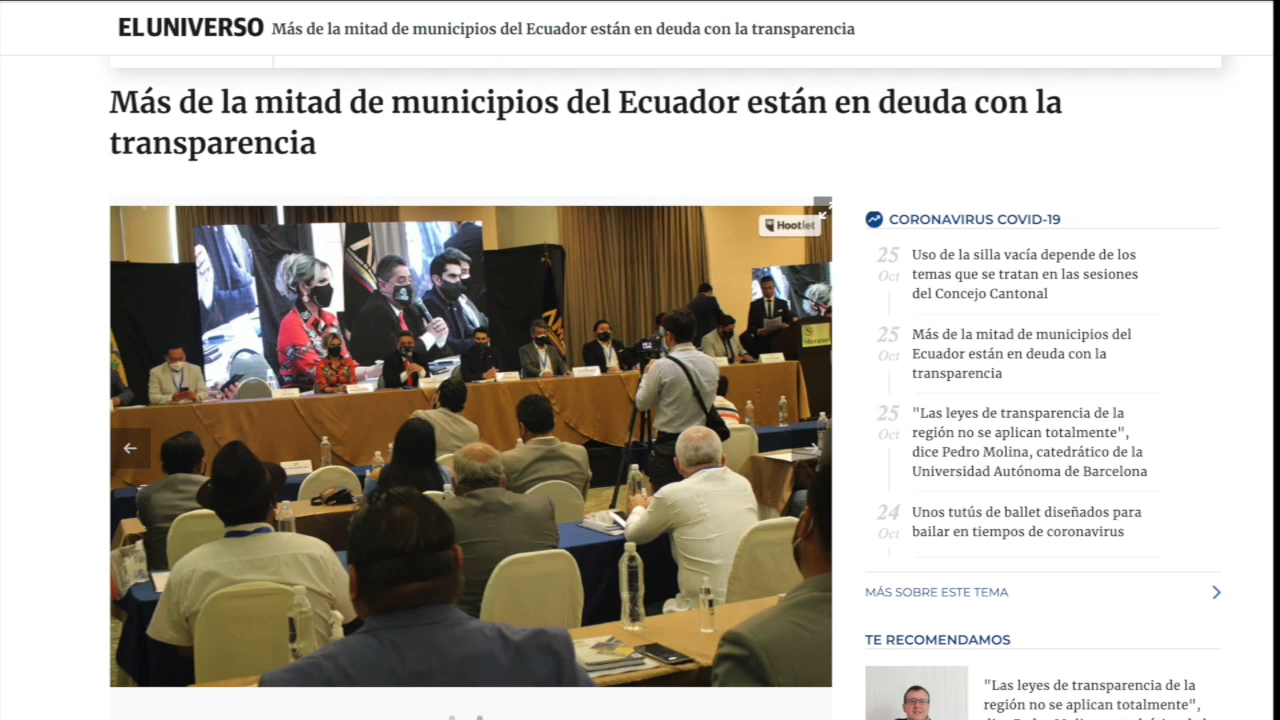 EL UNIVERSO Más de la mitad de municipios del Ecuador están en deuda con la transparencia
Más de la mitad de municipios del Ecuador están en deuda con la
transparencia
Hootlet
CORONAVIRUS COVID-19
25
Oct
Uso de la silla vacía depende de los
temas que se tratan en las sesiones
del Concejo Cantonal
25
Oct
Más de la mitad de municipios del
Ecuador están en deuda con la
transparencia
25
Oct
"Las leyes de transparencia de la
región no se aplican totalmente",
dice Pedro Molina, catedrático de la
Universidad Autónoma de Barcelona
24
Oct
Unos tutús de ballet diseñados para
bailar en tiempos de coronavirus
MÁS SOBRE ESTE TEMA
TE RECOMENDAMOS
"Las leyes de transparencia de la
región no se aplican totalmente",